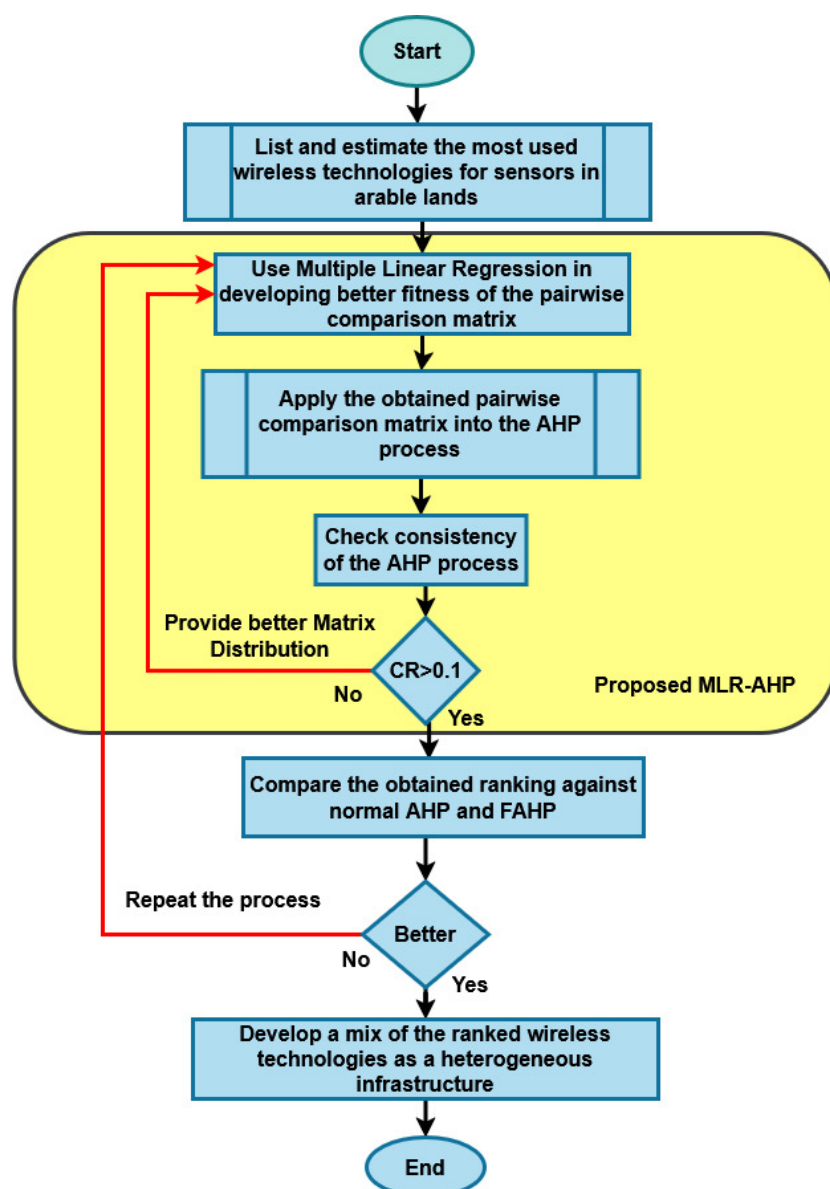 Start
List and estimate the most used
wireless technologies for sensors in
arable lands
Use Multiple Linear Regression in
developing better fitness of the pairwise
comparison matrix
Apply the obtained pairwise
comparison matrix into the AHP
process
Check consistency
of the AHP process
Provide better Matrix
Distribution
CR>0.1
No
Yes
Proposed MLR-AHP
Compare the obtained ranking against
normal AHP and FAHP
Repeat the process
Better
No
Yes
Develop a mix of the ranked wireless
technologies as a heterogeneous
infrastructure
End